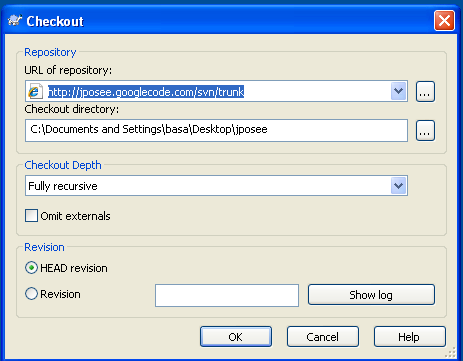 Checkout
Repository
URL of repository:
http://jposee.googlecode.com/svn/trunk
...
Checkout directory:
C:\Documents and Settings\basa\Desktop\jposee
...
Checkout Depth
Fully recursive
Omit externals
Revision
HEAD revision
Revision
Show log
OK
Cancel
Help